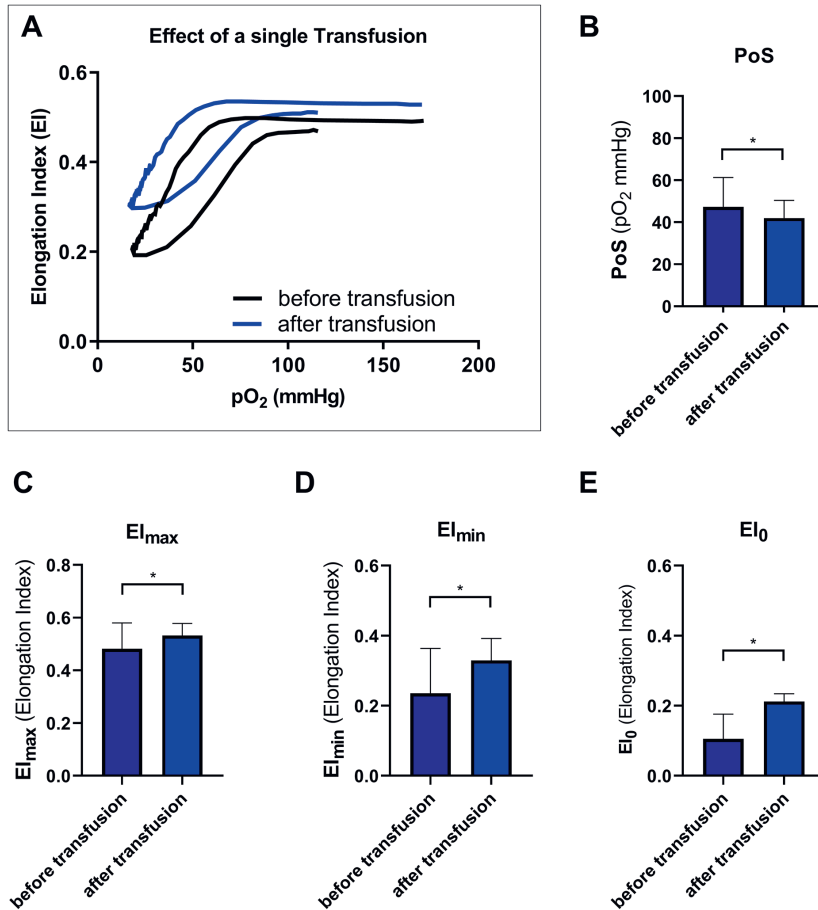 A
Effect of a single Transfusion
Elongation Index (EI)
0.6
0.4
0.2
0.0
0
50
100
150
200
pO2 (mmHg)
before transfusion
after transfusion
B
PoS
PoS (pO2 mmHg)
100
80
60
40
20
0
*
before transfusion
after transfusion
C
EImax
EImax (Elongation Index)
0.8
0.6
0.4
0.2
0.0
*
before transfusion
after transfusion
D
EImin
EImin (Elongation Index)
0.6
0.4
0.2
0.0
*
before transfusion
after transfusion
E
EI0
EI0 (Elongation Index)
0.6
0.4
0.2
0.0
*
before transfusion
after transfusion